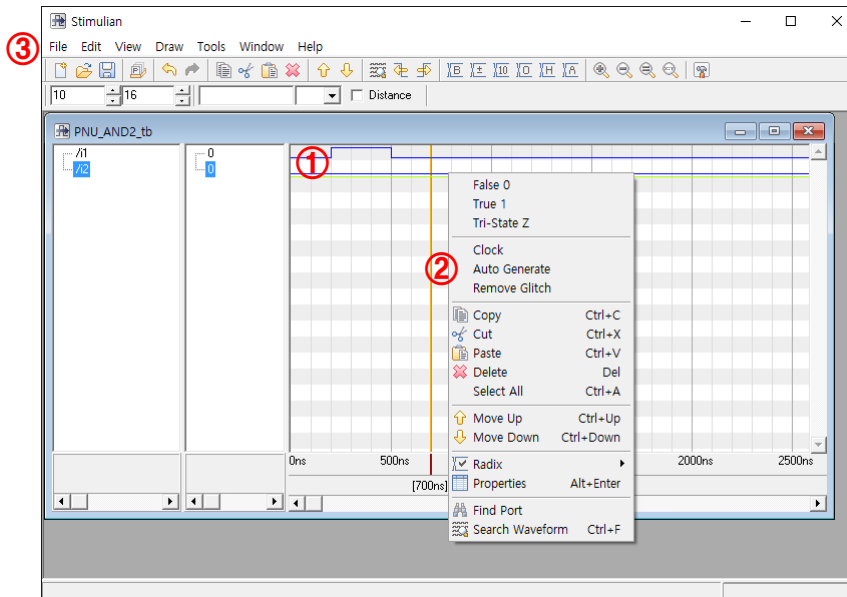 Stimulian
③
File Edit View Draw Tools Window Help
B ± 10 O H A
10 16 Distance
PNU_AND2_tb
/i1 0
/i2 0
①
False 0
True 1
Tri-State Z
Clock
②
Auto Generate
Remove Glitch
Copy Ctrl+C
Cut Ctrl+X
Paste Ctrl+V
Delete Del
Select All Ctrl+A
Move Up Ctrl+Up
Move Down Ctrl+Down
Radix
Properties Alt+Enter
Find Port
Search Waveform Ctrl+F
0ns 500ns 2000ns 2500ns
[700ns]